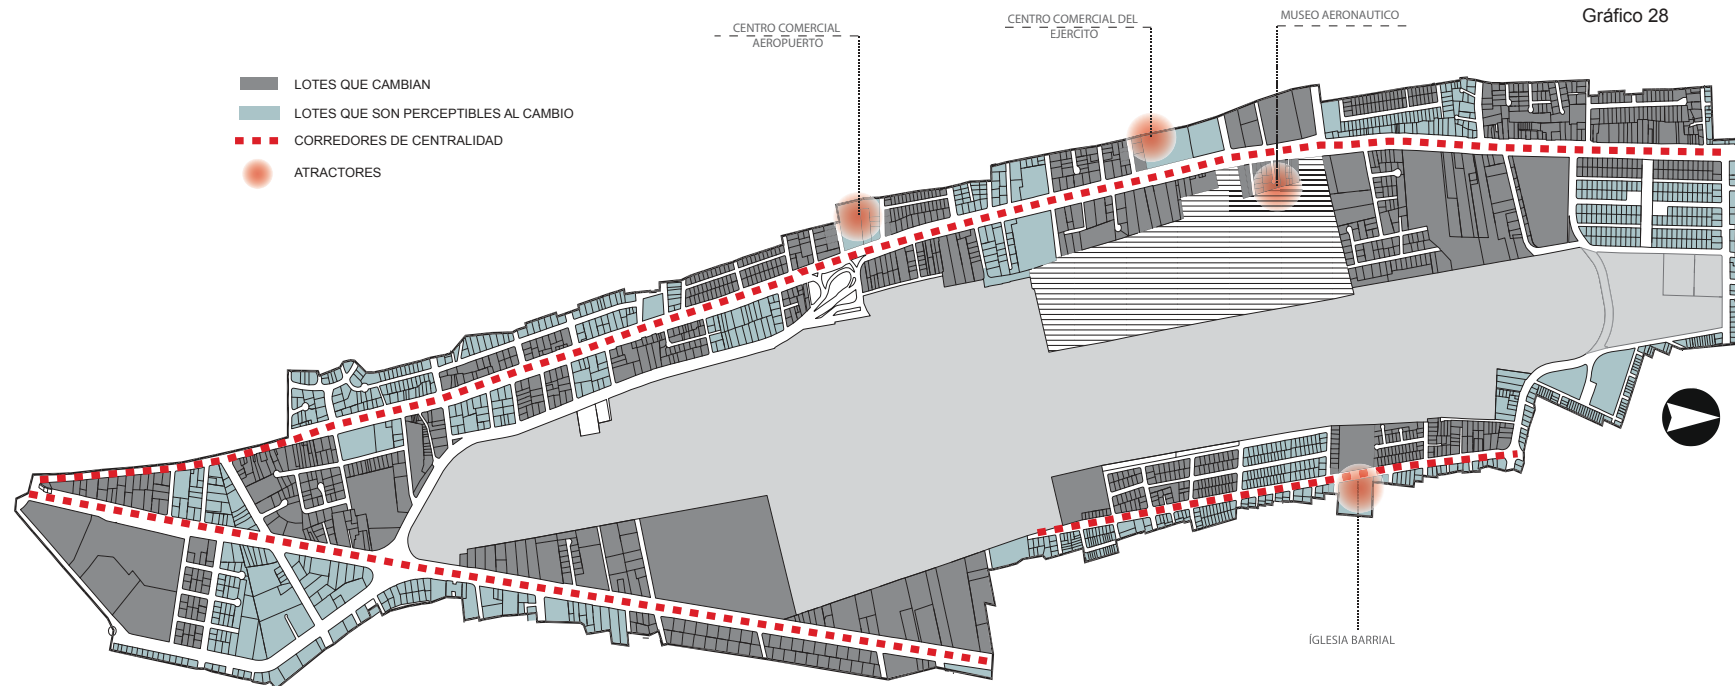 Gráfico 28
CENTRO COMERCIAL
AEROPUERTO
CENTRO COMERCIAL DEL
EJERCITO
MUSEO AERONAUTICO
LOTES QUE CAMBIAN
LOTES QUE SON PERCEPTIBLES AL CAMBIO
CORREDORES DE CENTRALIDAD
ATRACTORES
ÍGLESIA BARRIAL